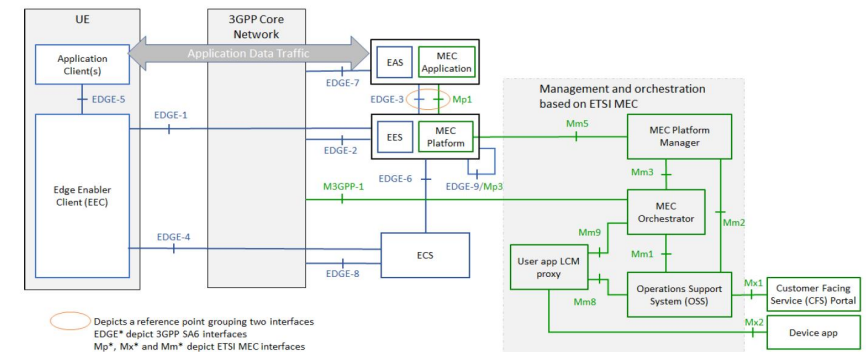 UE
3GPP Core
Network
Application Data Traffic
Application
Client(s)
EAS
MEC
Application
EDGE-7
EDGE-5
EDGE-3
Mp1
Management and orchestration
based on ETSI MEC
EDGE-1
EES
MEC
Platform
Mm5
MEC Platform
Manager
EDGE-2
EDGE-6
EDGE-9/Mp3
Mm3
M3GPP-1
Edge Enabler
Client (EEC)
MEC
Orchestrator
Mm9
Mm2
EDGE-4
ECS
User app LCM
proxy
Mm1
EDGE-8
Mm8
Operations Support
System (OSS)
Mx1
Customer Facing
Service (CFS) Portal
Mx2
Device app
Depicts a reference point grouping two interfaces
EDGE* depict 3GPP SA6 interfaces
Mp*, Mx* and Mm* depict ETSI MEC interfaces